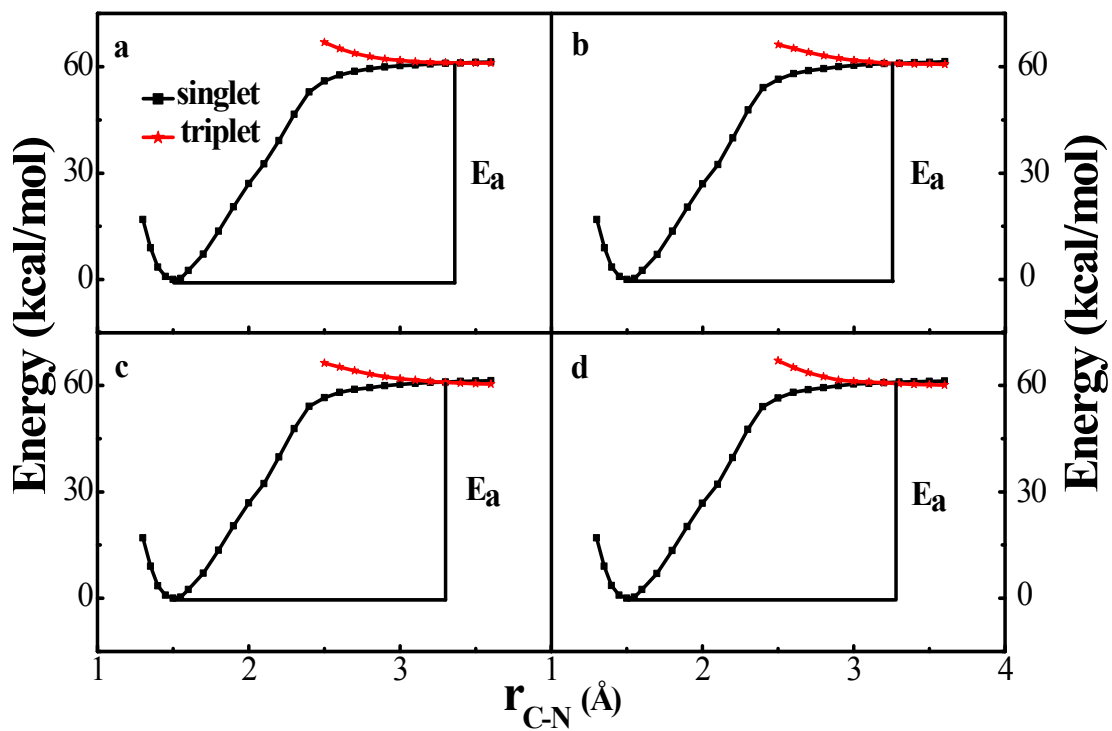 a
b
60
60
singlet
triplet
Ea
Ea
30
30
0
0
Energy (kcal/mol)
Energy (kcal/mol)
c
d
60
60
Ea
Ea
30
30
0
0
1
2
3
1
2
3
4
rC-N (Å)